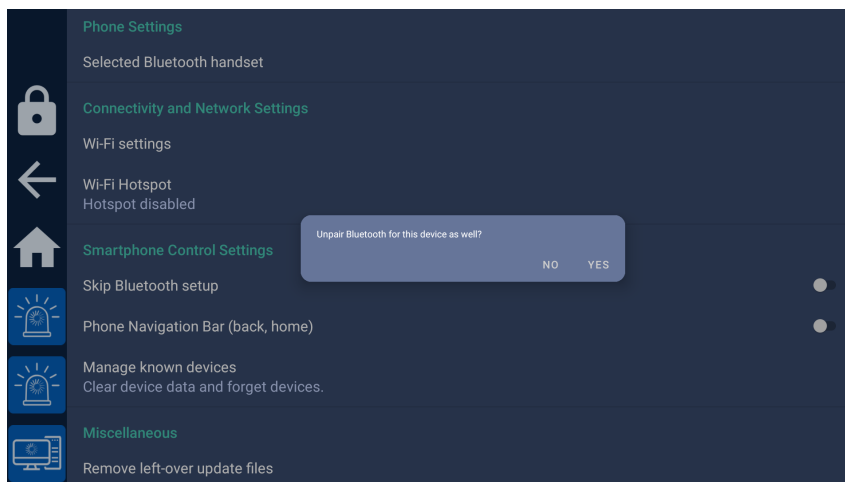 Phone Settings
Selected Bluetooth handset
Connectivity and Network Settings
Wi-Fi settings
Wi-Fi Hotspot
Hotspot disabled
Unpair Bluetooth for this device as well?
NO YES
Smartphone Control Settings
Skip Bluetooth setup
Phone Navigation Bar (back, home)
Manage known devices
Clear device data and forget devices.
Miscellaneous
Remove left-over update files